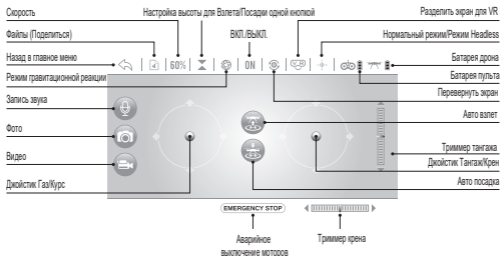 Скорость
Настройка высоты для Взлета/Посадки одной кнопкой
Разделить экран для VR
Файлы (Поделиться)
ВКЛ./ВЫКЛ.
Нормальный режим/Режим Headless
Назад в главное меню
60%
ON
Батарея дрона
Режим гравитационной реакции
Батарея пульта
Перевернуть экран
Запись звука
Авто взлет
Фото
Триммер тангажа
Видео
Джойстик Тангаж/Крен
Джойстик Газ/Курс
Авто посадка
EMERGENCY STOP
Аварийное
выключение моторов
Триммер крена